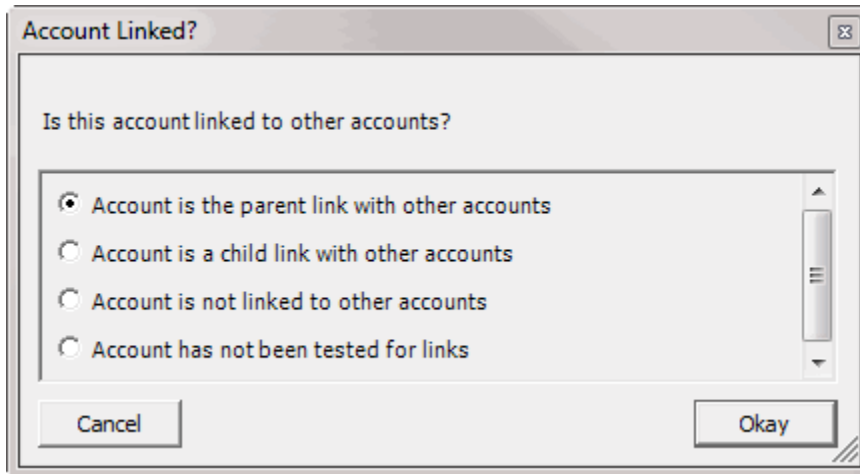 Account Linked?
Is this account linked to other accounts?
Account is the parent link with other accounts
Account is a child link with other accounts
Account is not linked to other accounts
Account has not been tested for links
Cancel
Okay